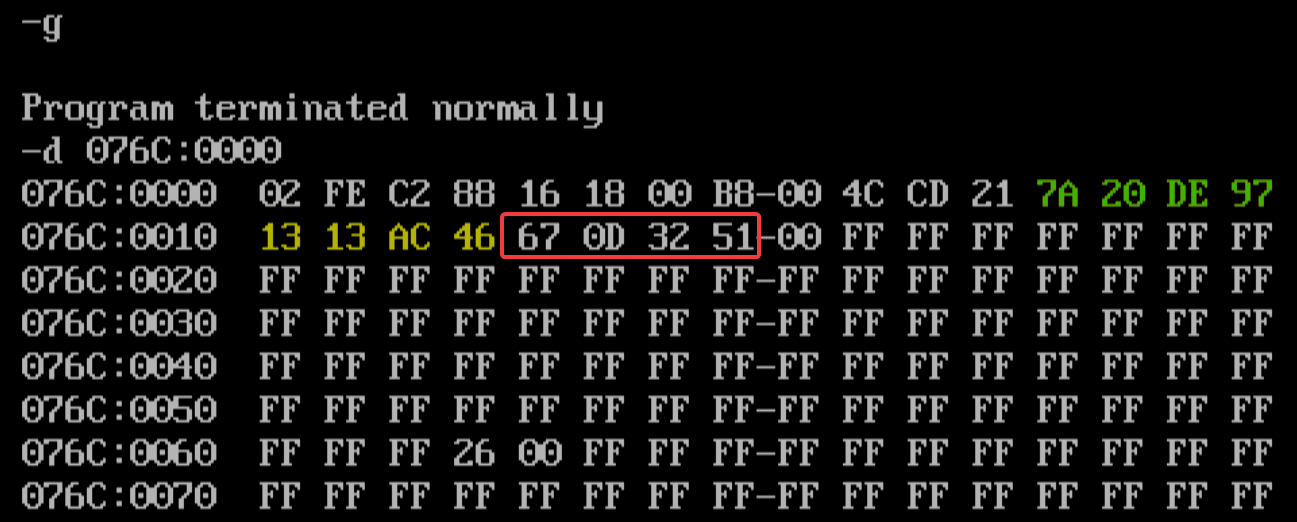 -g
Program terminated normally
-d 076C:0000
076C:0000 02 FE C2 88 16 18 00 B8-00 4C CD 21 7A 20 DE 97
076C:0010 13 13 AC 46 67 0D 32 51-00 FF FF FF FF FF FF FF
076C:0020 FF FF FF FF FF FF FF FF-FF FF FF FF FF FF FF FF
076C:0030 FF FF FF FF FF FF FF FF-FF FF FF FF FF FF FF FF
076C:0040 FF FF FF FF FF FF FF FF-FF FF FF FF FF FF FF FF
076C:0050 FF FF FF FF FF FF FF FF-FF FF FF FF FF FF FF FF
076C:0060 FF FF FF 26 00 FF FF FF-FF FF FF FF FF FF FF FF
076C:0070 FF FF FF FF FF FF FF FF-FF FF FF FF FF FF FF FF